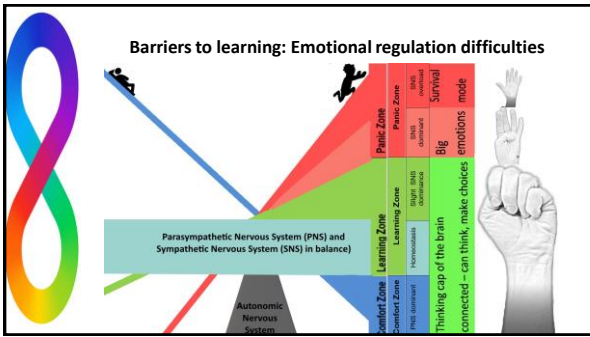 Barriers to learning: Emotional regulation difficulties
Parasympathetic Nervous System (PNS) and
Sympathetic Nervous System (SNS) in balance)
Autonomic
Nervous
System
Panic Zone
Learning Zone
Comfort Zone
Panic Zone
Learning Zone
Comfort Zone
SNS
overload
SNS
dominant
Slight SNS
dominance
Homeostasis
PNS dominant
Survival
mode
Big
emotions
Thinking cap of the brain
connected – can think, make choices